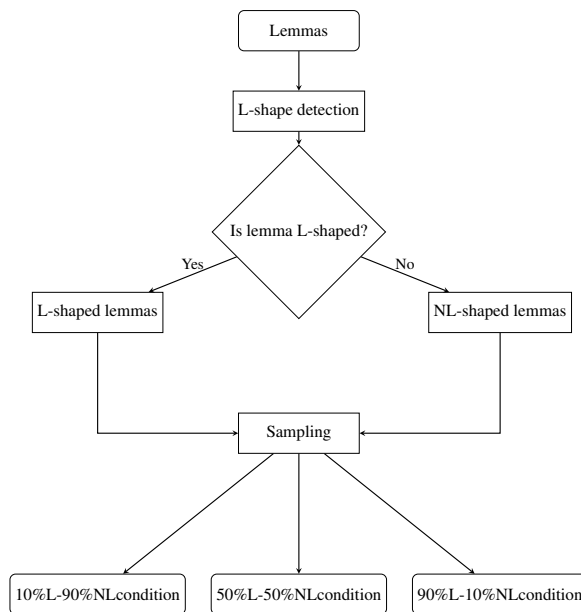 Lemmas
L-shape detection
Is lemma L-shaped?
Yes
No
L-shaped lemmas
NL-shaped lemmas
Sampling
10%L-90%NLcondition
50%L-50%NLcondition
90%L-10%NLcondition